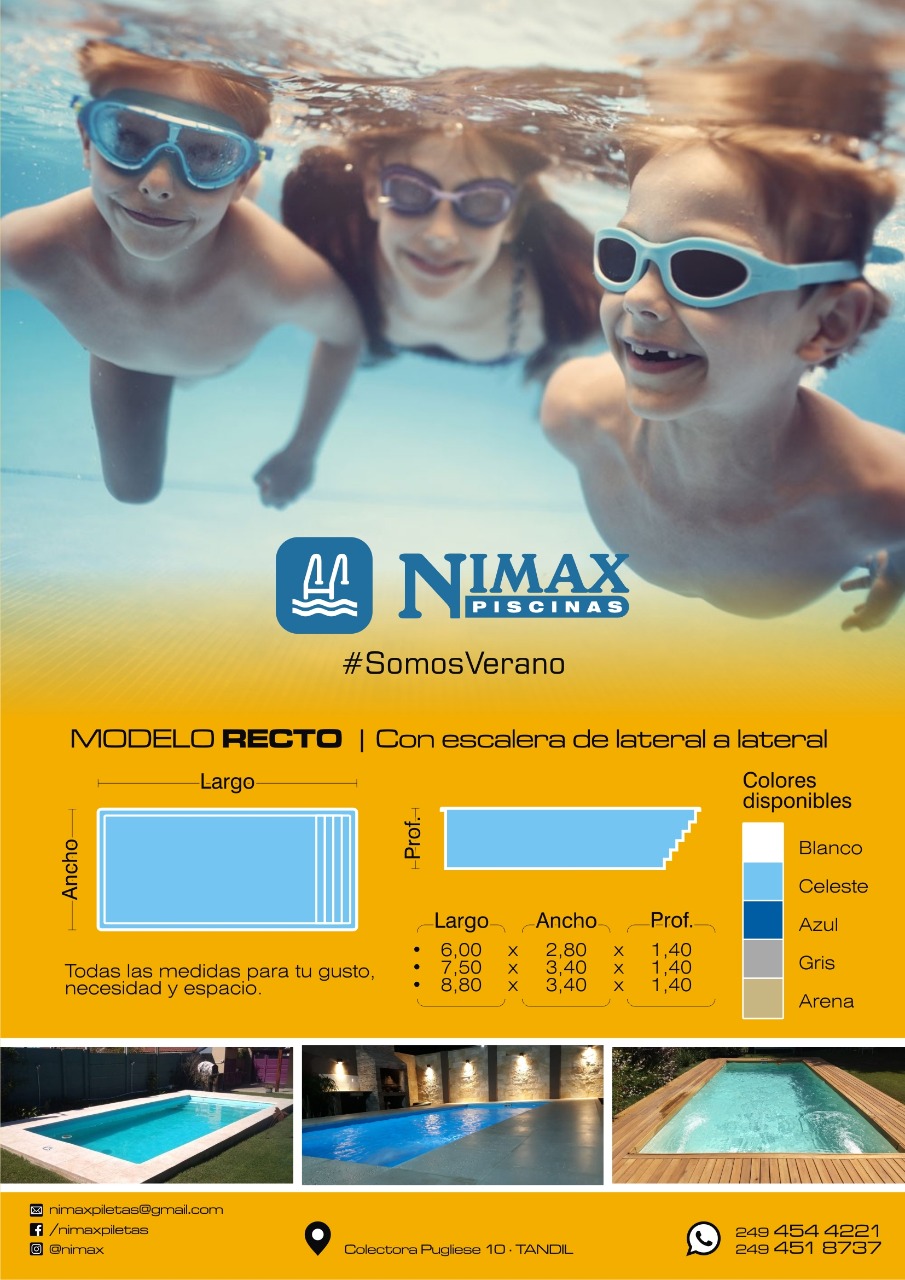 NIMAX
PISCINAS
#SomosVerano
MODELO RECTO | Con escalera de lateral a lateral
Largo
Ancho
Todas las medidas para tu gusto,
necesidad y espacio.
Prof.
Largo Ancho Prof.
• 6,00 x 2,80 x 1,40
• 7,50 x 3,40 x 1,40
• 8,80 x 3,40 x 1,40
Colores
disponibles
Blanco
Celeste
Azul
Gris
Arena
nimaxpiletas@gmail.com
/nimaxpiletas
@nimax
Colectora Pugliese 10 · TANDIL
249 454 4221
249 451 8737